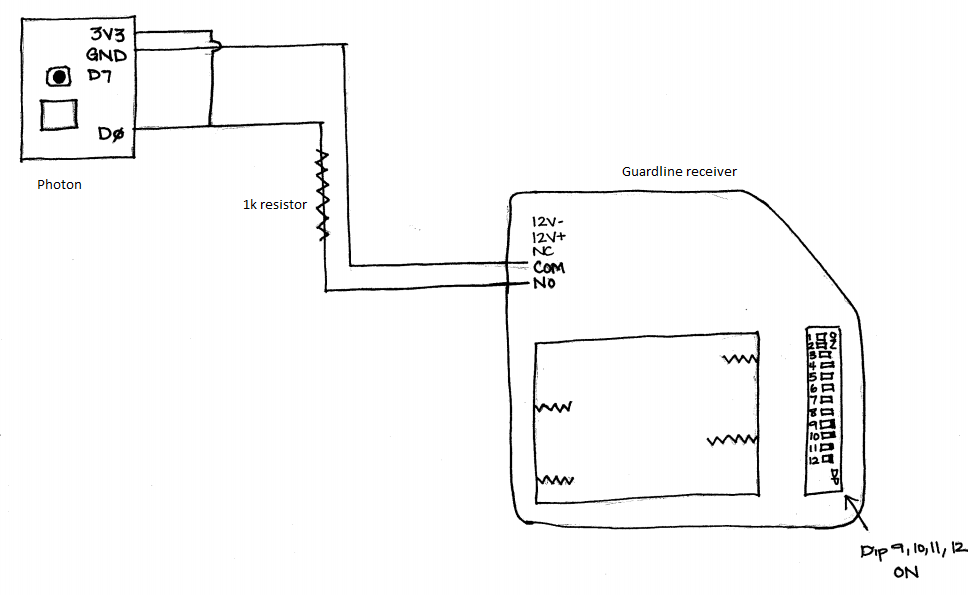 3V3
GND
D7
DØ
Photon
1k resistor
Guardline receiver
12V-
12V+
NC
COM
NO
1 O
2 N
3
4
5
6
7
8
9
10
11
12
DP
Dip 9, 10, 11, 12
ON